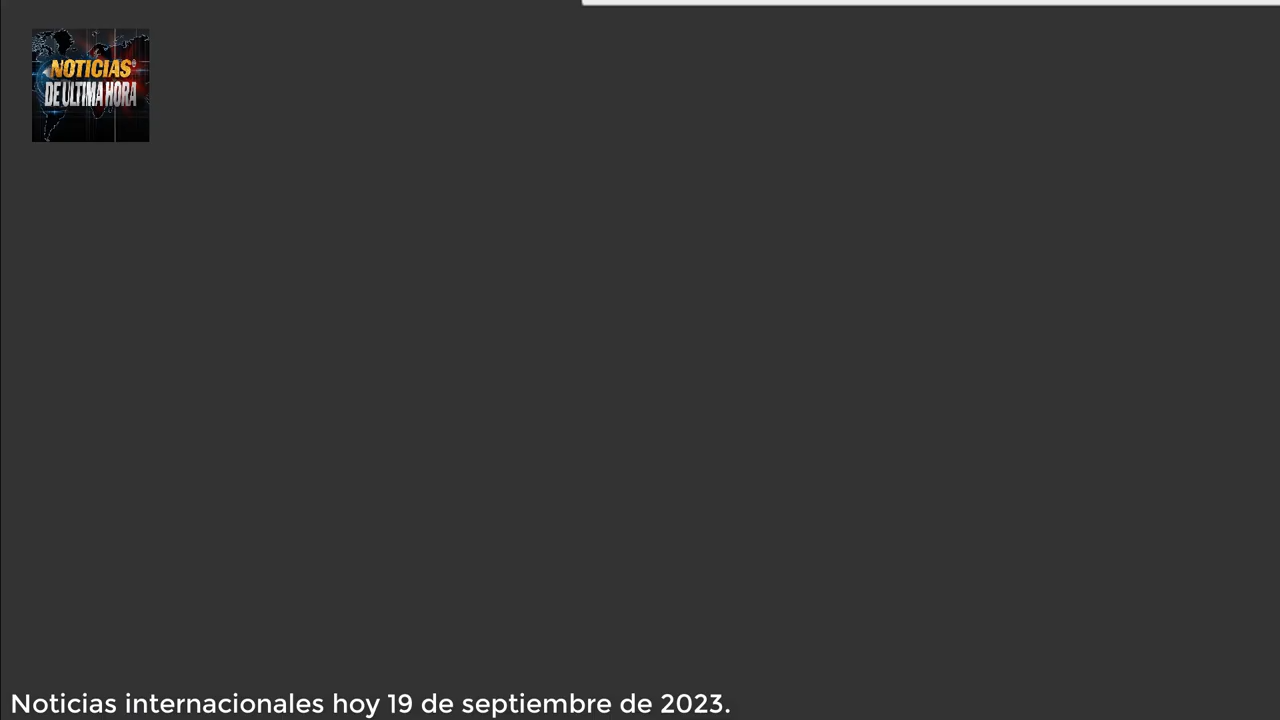 NOTICIAS
DE ULTIMA HORA
Noticias internacionales hoy 19 de septiembre de 2023.